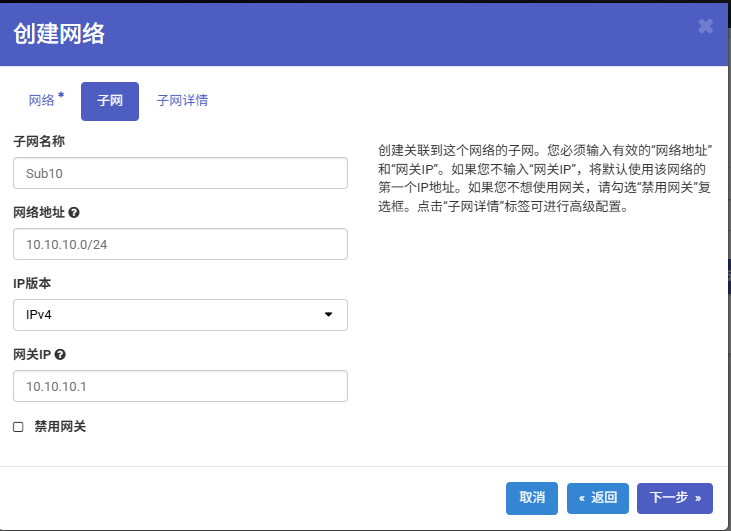 创建网络
网络 *
子网
子网详情
子网名称
Sub10
网络地址
10.10.10.0/24
IP版本
IPv4
网关IP
10.10.10.1
禁用网关
创建关联到这个网络的子网。您必须输入有效的“网络地址”
和“网关IP”。如果您不输入“网关IP”，将默认使用该网络的
第一个IP地址。如果您不想使用网关，请勾选“禁用网关”复
选框。点击“子网详情”标签可进行高级配置。
取消
« 返回
下一步 »